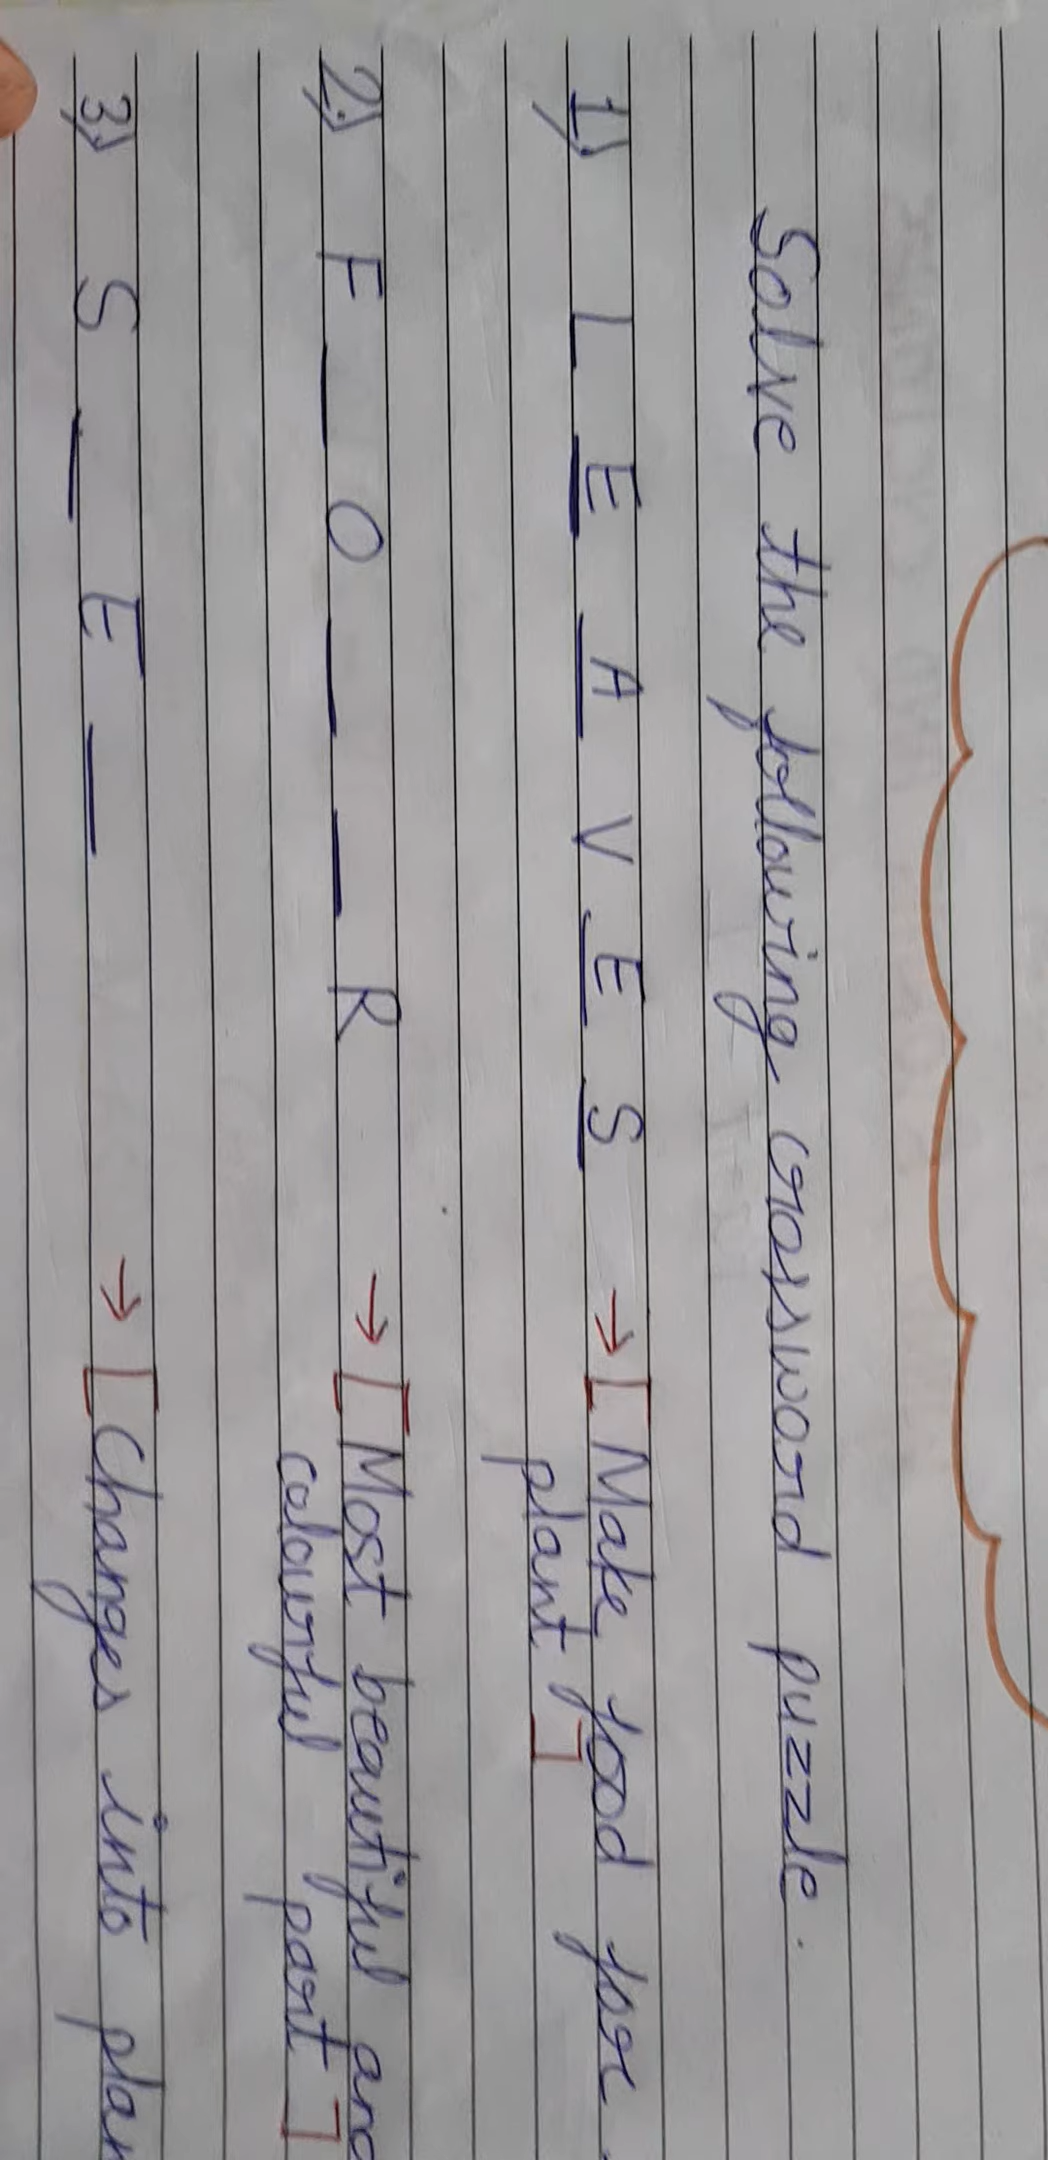 Solve the following crossword puzzle.
1) L E A V E S → [Make food for
plant]
2) F _ O _ _ R → [Most beautiful and
colourful part]
3) S _ E _ → [Changes into